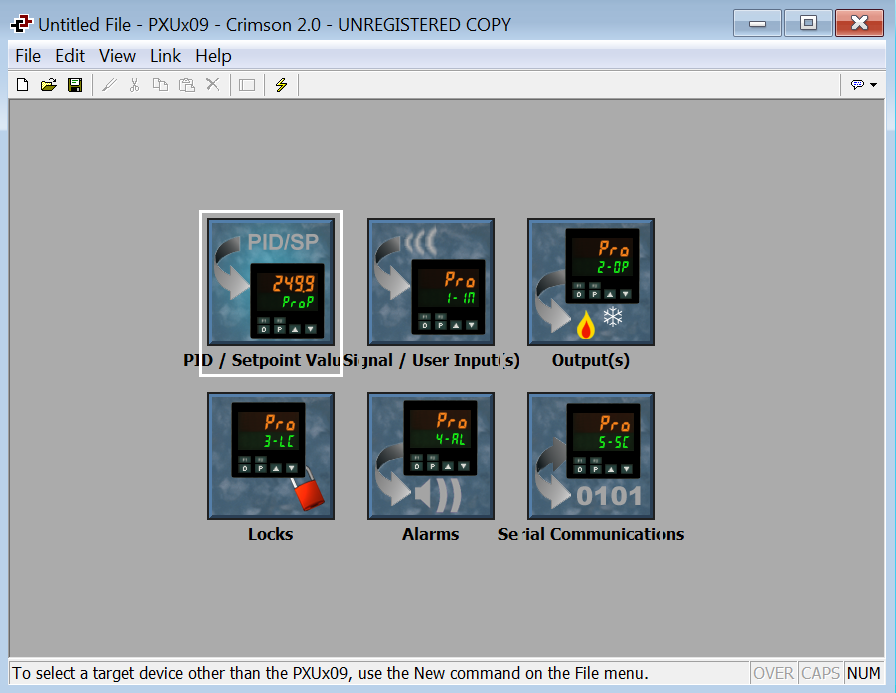 Untitled File - PXUx09 - Crimson 2.0 - UNREGISTERED COPY
File Edit View Link Help
PID/SP
249.9
Pro
Pro
ProP
1-IN
2-OP
D P
D P
D P
PID / Setpoint Valu
Signal / User Input(s)
Output(s)
Pro
Pro
Pro
3-LC
4-AL
5-SC
D P
D P
D P
0101
Locks
Alarms
Serial Communications
To select a target device other than the PXUx09, use the New command on the File menu.
OVER CAPS NUM